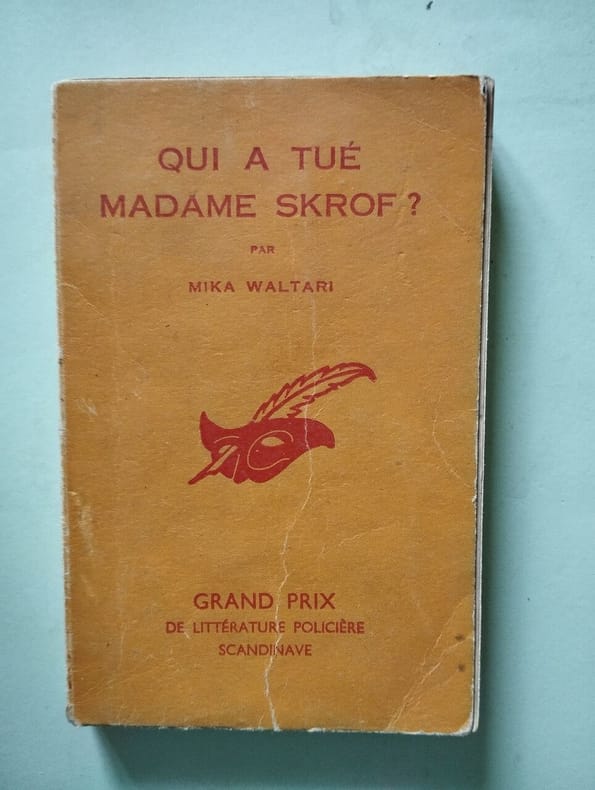 QUI A TUÉ
MADAME SKROF ?
PAR
MIKA WALTARI
GRAND PRIX
DE LITTÉRATURE POLICIÈRE
SCANDINAVE